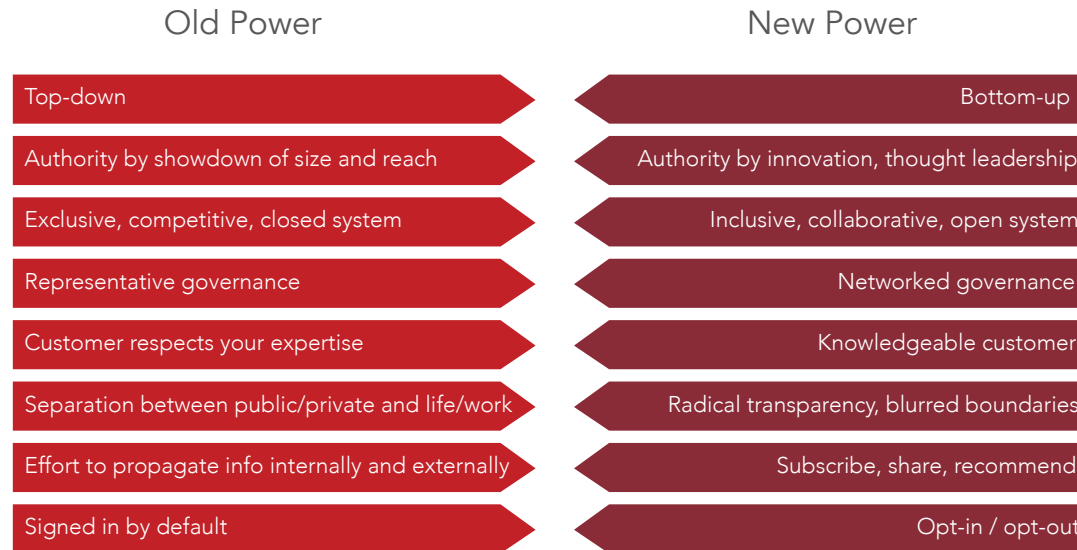 Old Power
New Power
Top-down
Bottom-up
Authority by showdown of size and reach
Authority by innovation, thought leadership
Exclusive, competitive, closed system
Inclusive, collaborative, open system
Representative governance
Networked governance
Customer respects your expertise
Knowledgeable customer
Separation between public/private and life/work
Radical transparency, blurred boundaries
Effort to propagate info internally and externally
Subscribe, share, recommend
Signed in by default
Opt-in / opt-out